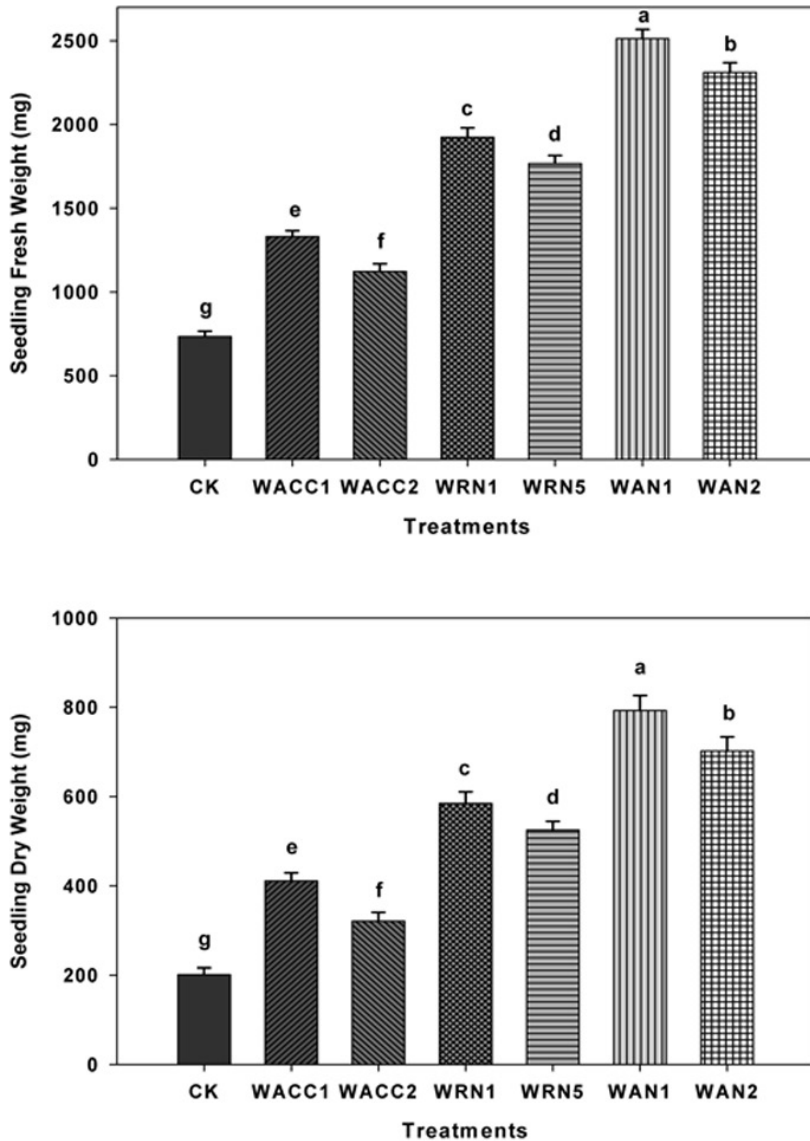 Seedling Fresh Weight (mg)
2500
2000
1500
1000
500
0
g
e
f
c
d
a
b
CK WACC1 WACC2 WRN1 WRN5 WAN1 WAN2
Treatments
Seedling Dry Weight (mg)
1000
800
600
400
200
0
g
e
f
c
d
a
b
CK WACC1 WACC2 WRN1 WRN5 WAN1 WAN2
Treatments